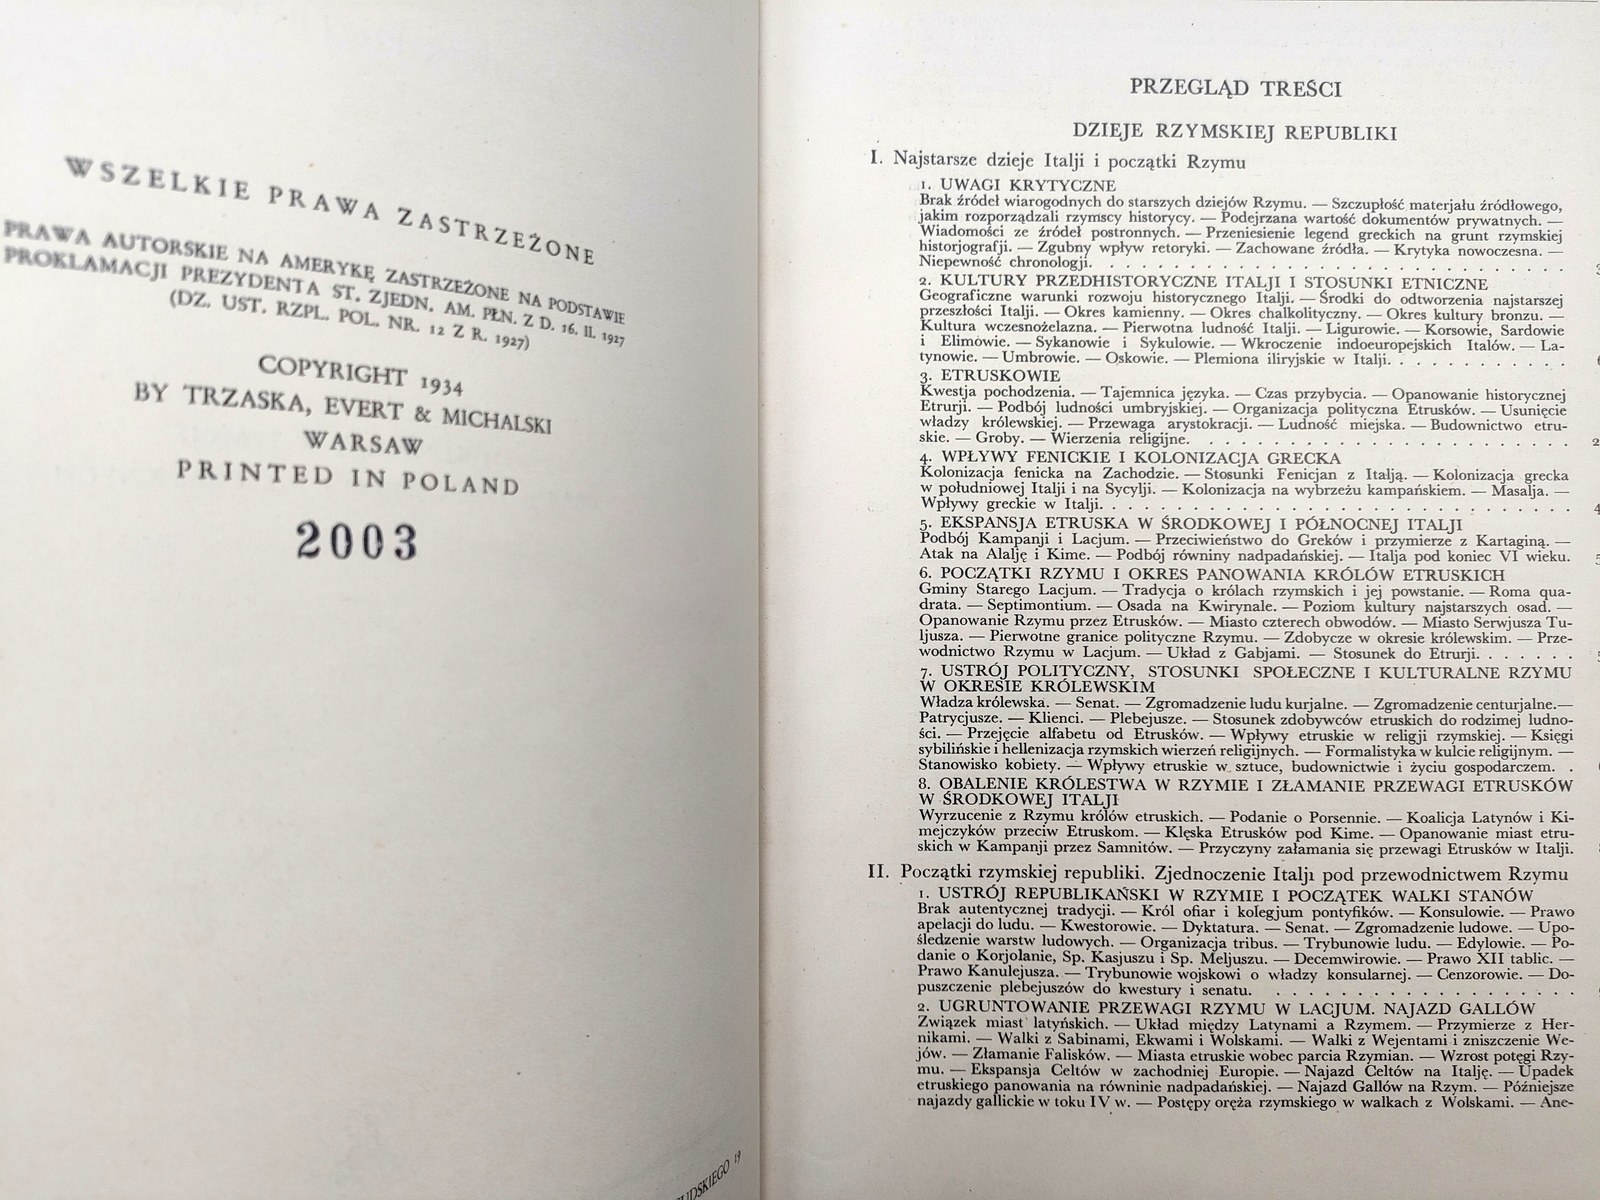 WSZELKIE PRAWA ZASTRZEŻONE
PRAWA AUTORSKIE NA AMERYKĘ ZASTRZEŻONE NA PODSTAWIE
PROKLAMACJI PREZYDENTA ST. ZJEDN. AM. PŁN. Z D. 16. II. 1927
(DZ. UST. RZPL. POL. NR. 12 Z R. 1927)
COPYRIGHT 1934
BY TRZASKA, EVERT & MICHALSKI
WARSAW
PRINTED IN POLAND
2003
UDSKIEGO 19
PRZEGLĄD TREŚCI
DZIEJE RZYMSKIEJ REPUBLIKI
I. Najstarsze dzieje Italji i początki Rzymu
1. UWAGI KRYTYCZNE
Brak źródeł wiarogodnych do starszych dziejów Rzymu. — Szczupłość materjału źródłowego,
jakim rozporządzali rzymscy historycy. — Podejrzana wartość dokumentów prywatnych. —
Wiadomości ze źródeł postronnych. — Przeniesienie legend greckich na grunt rzymskiej
historjografji. — Zgubny wpływ retoryki. — Zachowane źródła. — Krytyka nowoczesna. —
Niepewność chronologji. . . . . . . . . . . . . . . . . . . . . . . . . . . . . .
2. KULTURY PRZEDHISTORYCZNE ITALJI I STOSUNKI ETNICZNE
Geograficzne warunki rozwoju historycznego Italji. — Środki do odtworzenia najstarszej
przeszłości Italji. — Okres kamienny. — Okres chalkolityczny. — Okres kultury bronzu. —
Kultura wczesnożelazna. — Pierwotna ludność Italji. — Ligurowie. — Korsowie, Sardowie
i Elimowie. — Sykanowie i Sykulowie. — Wkroczenie indoeuropejskich Italów. — La-
tynowie. — Umbrowie. — Oskowie. — Plemiona iliryjskie w Italji. . . . . . . . . . .
3. ETRUSKOWIE
Kwestja pochodzenia. — Tajemnica języka. — Czas przybycia. — Opanowanie historycznej
Etrurji. — Podbój ludności umbryjskiej. — Organizacja polityczna Etrusków. — Usunięcie
władzy królewskiej. — Przewaga arystokracji. — Ludność miejska. — Budownictwo etru-
skie. — Groby. — Wierzenia religijne. . . . . . . . . . . . . . . . . . . . . . . . 2
4. WPŁYWY FENICKIE I KOLONIZACJA GRECKA
Kolonizacja fenicka na Zachodzie. — Stosunki Fenicjan z Italją. — Kolonizacja grecka
w południowej Italji i na Sycylji. — Kolonizacja na wybrzeżu kampańskiem. — Masalja. —
Wpływy greckie w Italji. . . . . . . . . . . . . . . . . . . . . . . . . . . . . 4
5. EKSPANSJA ETRUSKA W ŚRODKOWEJ I PÓŁNOCNEJ ITALJI
Podbój Kampanji i Lacjum. — Przeciwieństwo do Greków i przymierze z Kartaginą. —
Atak na Alalję i Kime. — Podbój równiny nadpadańskiej. — Italja pod koniec VI wieku.
6. POCZĄTKI RZYMU I OKRES PANOWANIA KRÓLÓW ETRUSKICH
Gminy Starego Lacjum. — Tradycja o królach rzymskich i jej powstanie. — Roma qua-
drata. — Septimontium. — Osada na Kwirynale. — Poziom kultury najstarszych osad. —
Opanowanie Rzymu przez Etrusków. — Miasto czterech obwodów. — Miasto Serwjusza Tu-
ljusza. — Pierwotne granice polityczne Rzymu. — Zdobycze w okresie królewskim. — Prze-
wodnictwo Rzymu w Lacjum. — Układ z Gabjami. — Stosunek do Etrurji. . . . . . .
7. USTRÓJ POLITYCZNY, STOSUNKI SPOŁECZNE I KULTURALNE RZYMU
W OKRESIE KRÓLEWSKIM
Władza królewska. — Senat. — Zgromadzenie ludu kurjalne. — Zgromadzenie centurjalne.—
Patrycjusze. — Klienci. — Plebejusze. — Stosunek zdobywców etruskich do rodzimej ludno-
ści. — Przejęcie alfabetu od Etrusków. — Wpływy etruskie w religji rzymskiej. — Księgi
sybilińskie i hellenizacja rzymskich wierzeń religijnych. — Formalistyka w kulcie religijnym. —
Stanowisko kobiety. — Wpływy etruskie w sztuce, budownictwie i życiu gospodarczem. .
8. OBALENIE KRÓLESTWA W RZYMIE I ZŁAMANIE PRZEWAGI ETRUSKÓW
W ŚRODKOWEJ ITALJI
Wyrzucenie z Rzymu królów etruskich. — Podanie o Porsennie. — Koalicja Latynów i Ki-
mejczyków przeciw Etruskom. — Klęska Etrusków pod Kime. — Opanowanie miast etru-
skich w Kampanji przez Samnitów. — Przyczyny załamania się przewagi Etrusków w Italji.
II. Początki rzymskiej republiki. Zjednoczenie Italji pod przewodnictwem Rzymu
1. USTRÓJ REPUBLIKAŃSKI W RZYMIE I POCZĄTEK WALKI STANÓW
Brak autentycznej tradycji. — Król ofiar i kolegjum pontyfików. — Konsulowie. — Prawo
apelacji do ludu. — Kwestorowie. — Dyktatura. — Senat. — Zgromadzenie ludowe. — Upo-
śledzenie warstw ludowych. — Organizacja tribus. — Trybunowie ludu. — Edylowie. — Po-
danie o Korjolanie, Sp. Kasjuszu i Sp. Meljuszu. — Decemwirowie. — Prawo XII tablic. —
Prawo Kanulejusza. — Trybunowie wojskowi o władzy konsularnej. — Cenzorowie. — Do-
puszczenie plebejuszów do kwestury i senatu. . . . . . . . . . . . . . . . . . .
2. UGRUNTOWANIE PRZEWAGI RZYMU W LACJUM. NAJAZD GALLÓW
Związek miast latyńskich. — Układ między Latynami a Rzymem. — Przymierze z Her-
nikami. — Walki z Sabinami, Ekwami i Wolskami. — Walki z Wejentami i zniszczenie We-
jów. — Złamanie Falisków. — Miasta etruskie wobec parcia Rzymian. — Wzrost potęgi Rzy-
mu. — Ekspansja Celtów w zachodniej Europie. — Najazd Celtów na Italję. — Upadek
etruskiego panowania na równinie nadpadańskiej. — Najazd Gallów na Rzym. — Późniejsze
najazdy gallickie w toku IV w. — Postępy oręża rzymskiego w walkach z Wolskami. — Ane-